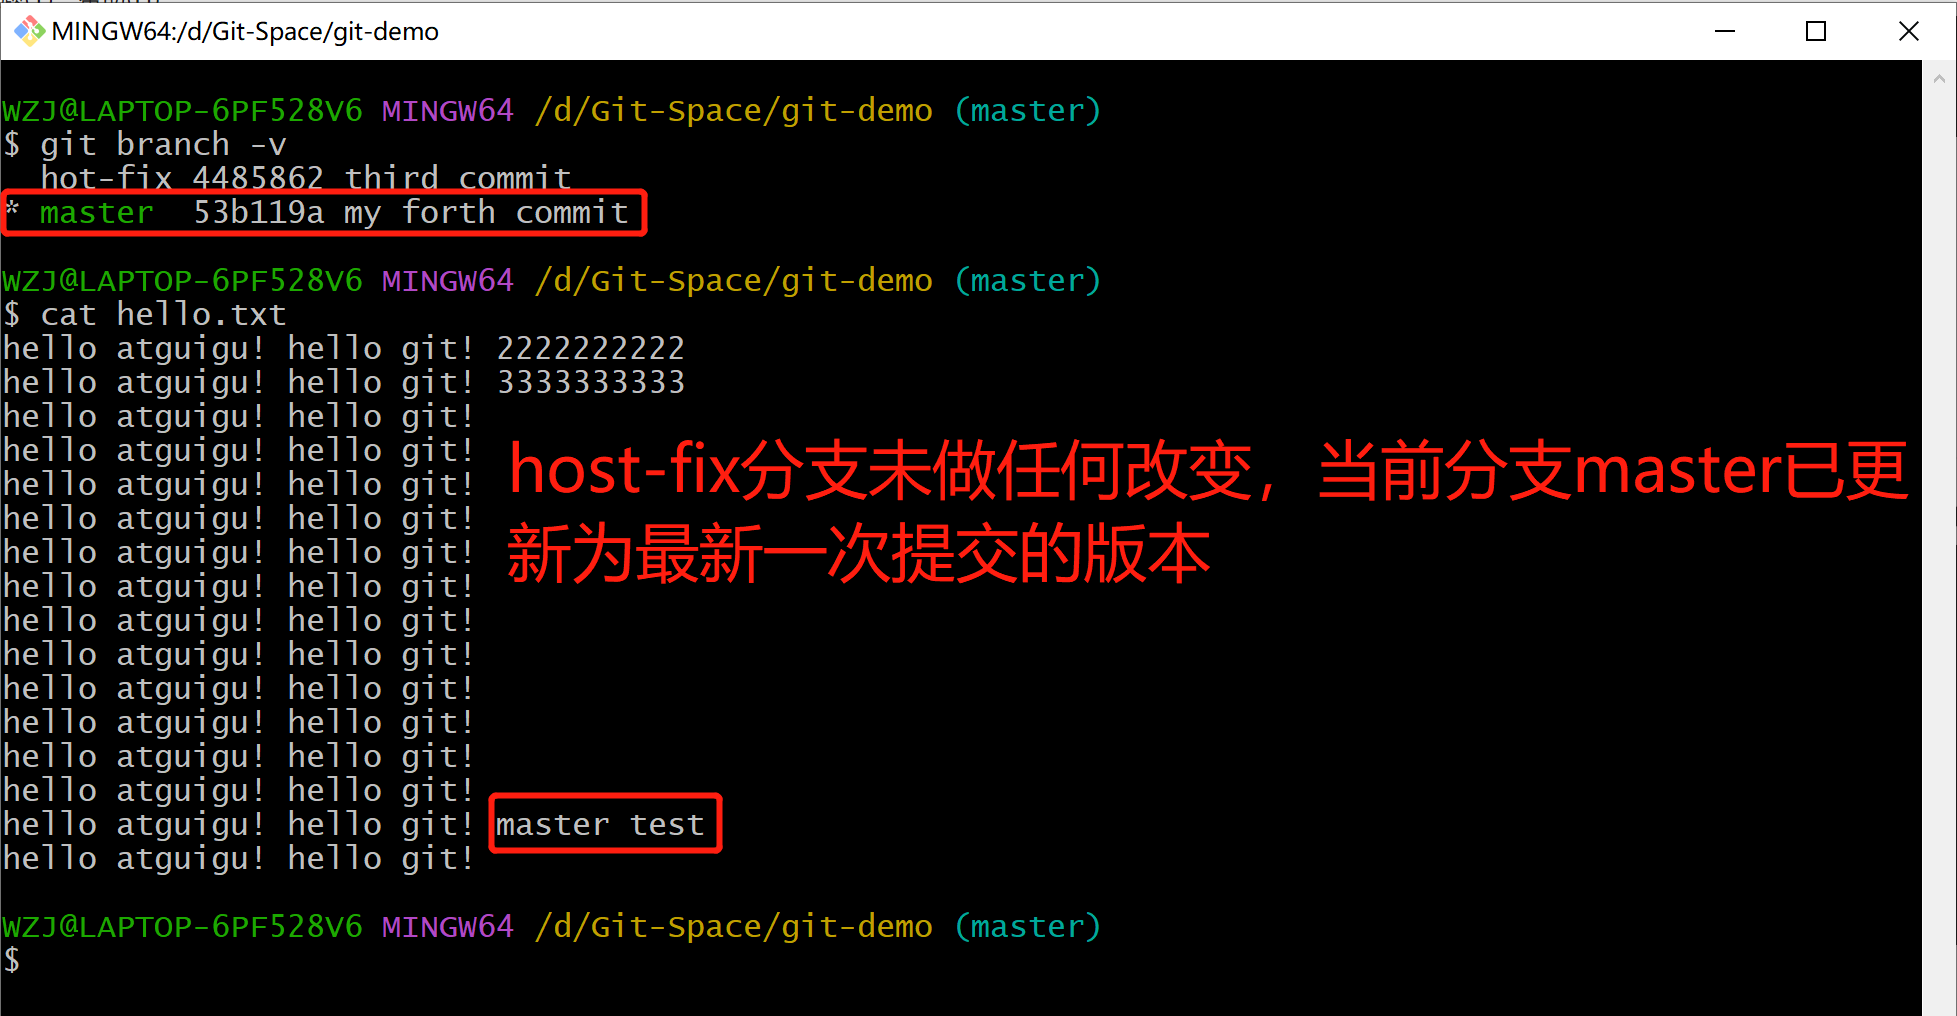 MINGW64:/d/Git-Space/git-demo
WZJ@LAPTOP-6PF528V6 MINGW64 /d/Git-Space/git-demo (master)
$ git branch -v
hot-fix 4485862 third commit
* master  53b119a my forth commit
WZJ@LAPTOP-6PF528V6 MINGW64 /d/Git-Space/git-demo (master)
$ cat hello.txt
hello atguigu! hello git! 2222222222
hello atguigu! hello git! 3333333333
hello atguigu! hello git!
hello atguigu! hello git!
hello atguigu! hello git!
hello atguigu! hello git!
hello atguigu! hello git!
hello atguigu! hello git!
hello atguigu! hello git!
hello atguigu! hello git!
hello atguigu! hello git!
hello atguigu! hello git!
hello atguigu! hello git!
hello atguigu! hello git!
hello atguigu! hello git! master test
hello atguigu! hello git!
host-fix分支未做任何改变，当前分支master已更
新为最新一次提交的版本
WZJ@LAPTOP-6PF528V6 MINGW64 /d/Git-Space/git-demo (master)
$